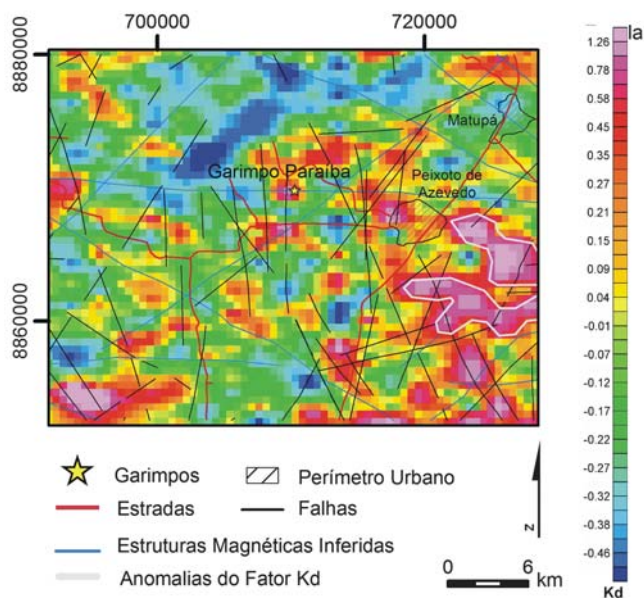 700000 720000
8880000
8860000
Matupá
Garimpo Paraíba
Peixoto de
Azevedo
la
1.26
0.78
0.58
0.45
0.35
0.27
0.21
0.15
0.09
0.04
-0.01
-0.07
-0.12
-0.17
-0.22
-0.27
-0.32
-0.38
-0.46
Kd
Garimpos Perímetro Urbano
Estradas Falhas
Estruturas Magnéticas Inferidas
Anomalias do Fator Kd
0 6
km
z